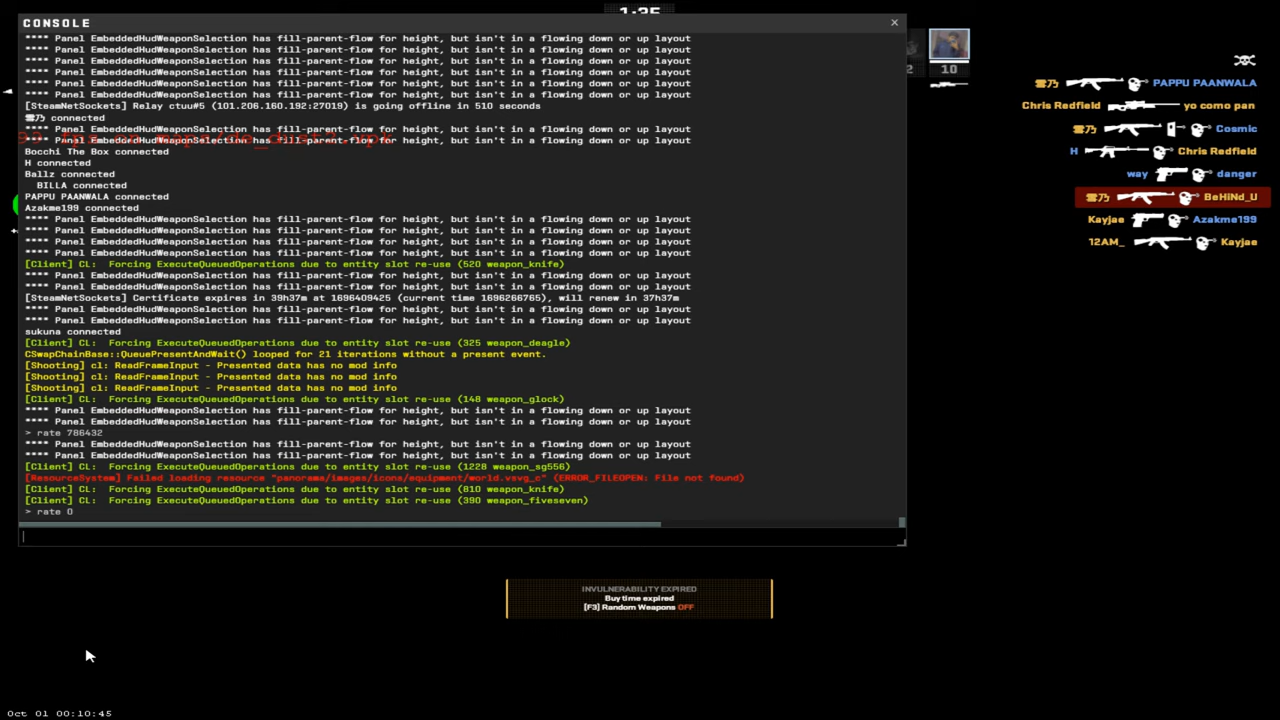 1:35
CONSOLE
**** Panel EmbeddedHudWeaponSelection has fill-parent-flow for height, but isn't in a flowing down or up layout
**** Panel EmbeddedHudWeaponSelection has fill-parent-flow for height, but isn't in a flowing down or up layout
**** Panel EmbeddedHudWeaponSelection has fill-parent-flow for height, but isn't in a flowing down or up layout
**** Panel EmbeddedHudWeaponSelection has fill-parent-flow for height, but isn't in a flowing down or up layout
**** Panel EmbeddedHudWeaponSelection has fill-parent-flow for height, but isn't in a flowing down or up layout
**** Panel EmbeddedHudWeaponSelection has fill-parent-flow for height, but isn't in a flowing down or up layout
[SteamNetSockets] Relay ctuu#5 (101.206.160.192:27019) is going offline in 510 seconds
雪乃 connected
**** Panel EmbeddedHudWeaponSelection has fill-parent-flow for height, but isn't in a flowing down or up layout
**** Panel EmbeddedHudWeaponSelection has fill-parent-flow for height, but isn't in a flowing down or up layout
Bocchi The Box connected
H connected
Ballz connected
BILLA connected
PAPPU PAANWALA connected
Azakme199 connected
**** Panel EmbeddedHudWeaponSelection has fill-parent-flow for height, but isn't in a flowing down or up layout
**** Panel EmbeddedHudWeaponSelection has fill-parent-flow for height, but isn't in a flowing down or up layout
**** Panel EmbeddedHudWeaponSelection has fill-parent-flow for height, but isn't in a flowing down or up layout
**** Panel EmbeddedHudWeaponSelection has fill-parent-flow for height, but isn't in a flowing down or up layout
[Client] CL:  Forcing ExecuteQueuedOperations due to entity slot re-use (520 weapon_knife)
**** Panel EmbeddedHudWeaponSelection has fill-parent-flow for height, but isn't in a flowing down or up layout
**** Panel EmbeddedHudWeaponSelection has fill-parent-flow for height, but isn't in a flowing down or up layout
[SteamNetSockets] Certificate expires in 39h37m at 1696409425 (current time 1696266765), will renew in 37h37m
**** Panel EmbeddedHudWeaponSelection has fill-parent-flow for height, but isn't in a flowing down or up layout
**** Panel EmbeddedHudWeaponSelection has fill-parent-flow for height, but isn't in a flowing down or up layout
sukuna connected
[Client] CL:  Forcing ExecuteQueuedOperations due to entity slot re-use (325 weapon_deagle)
CSwapChainBase::QueuePresentAndWait() looped for 21 iterations without a present event.
[Shooting] cl: ReadFrameInput - Presented data has no mod info
[Shooting] cl: ReadFrameInput - Presented data has no mod info
[Shooting] cl: ReadFrameInput - Presented data has no mod info
[Client] CL:  Forcing ExecuteQueuedOperations due to entity slot re-use (148 weapon_glock)
**** Panel EmbeddedHudWeaponSelection has fill-parent-flow for height, but isn't in a flowing down or up layout
**** Panel EmbeddedHudWeaponSelection has fill-parent-flow for height, but isn't in a flowing down or up layout
> rate 786432
**** Panel EmbeddedHudWeaponSelection has fill-parent-flow for height, but isn't in a flowing down or up layout
**** Panel EmbeddedHudWeaponSelection has fill-parent-flow for height, but isn't in a flowing down or up layout
[Client] CL:  Forcing ExecuteQueuedOperations due to entity slot re-use (1228 weapon_sg556)
[ResourceSystem] Failed loading resource "panorama/images/icons/equipment/world.vsvg_c" (ERROR_FILEOPEN: File not found)
[Client] CL:  Forcing ExecuteQueuedOperations due to entity slot re-use (810 weapon_knife)
[Client] CL:  Forcing ExecuteQueuedOperations due to entity slot re-use (390 weapon_fiveseven)
> rate 0
2 10
雪乃 PAPPU PAANWALA
Chris Redfield yo como pan
雪乃 Cosmic
H Chris Redfield
way danger
雪乃 BeHiNd_U
Kayjae Azakme199
12AM_ Kayjae
INVULNERABILITY EXPIRED
Buy time expired
[F3] Random Weapons OFF
Oct 01 00:10:45